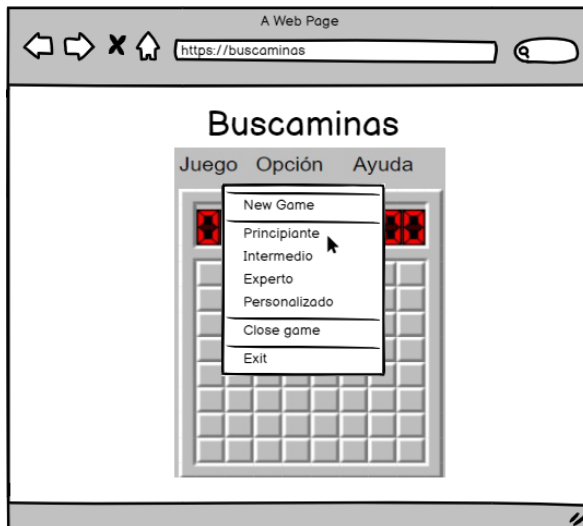 A Web Page
https://buscaminas
Buscaminas
Juego Opción Ayuda
New Game
Principiante
Intermedio
Experto
Personalizado
Close game
Exit